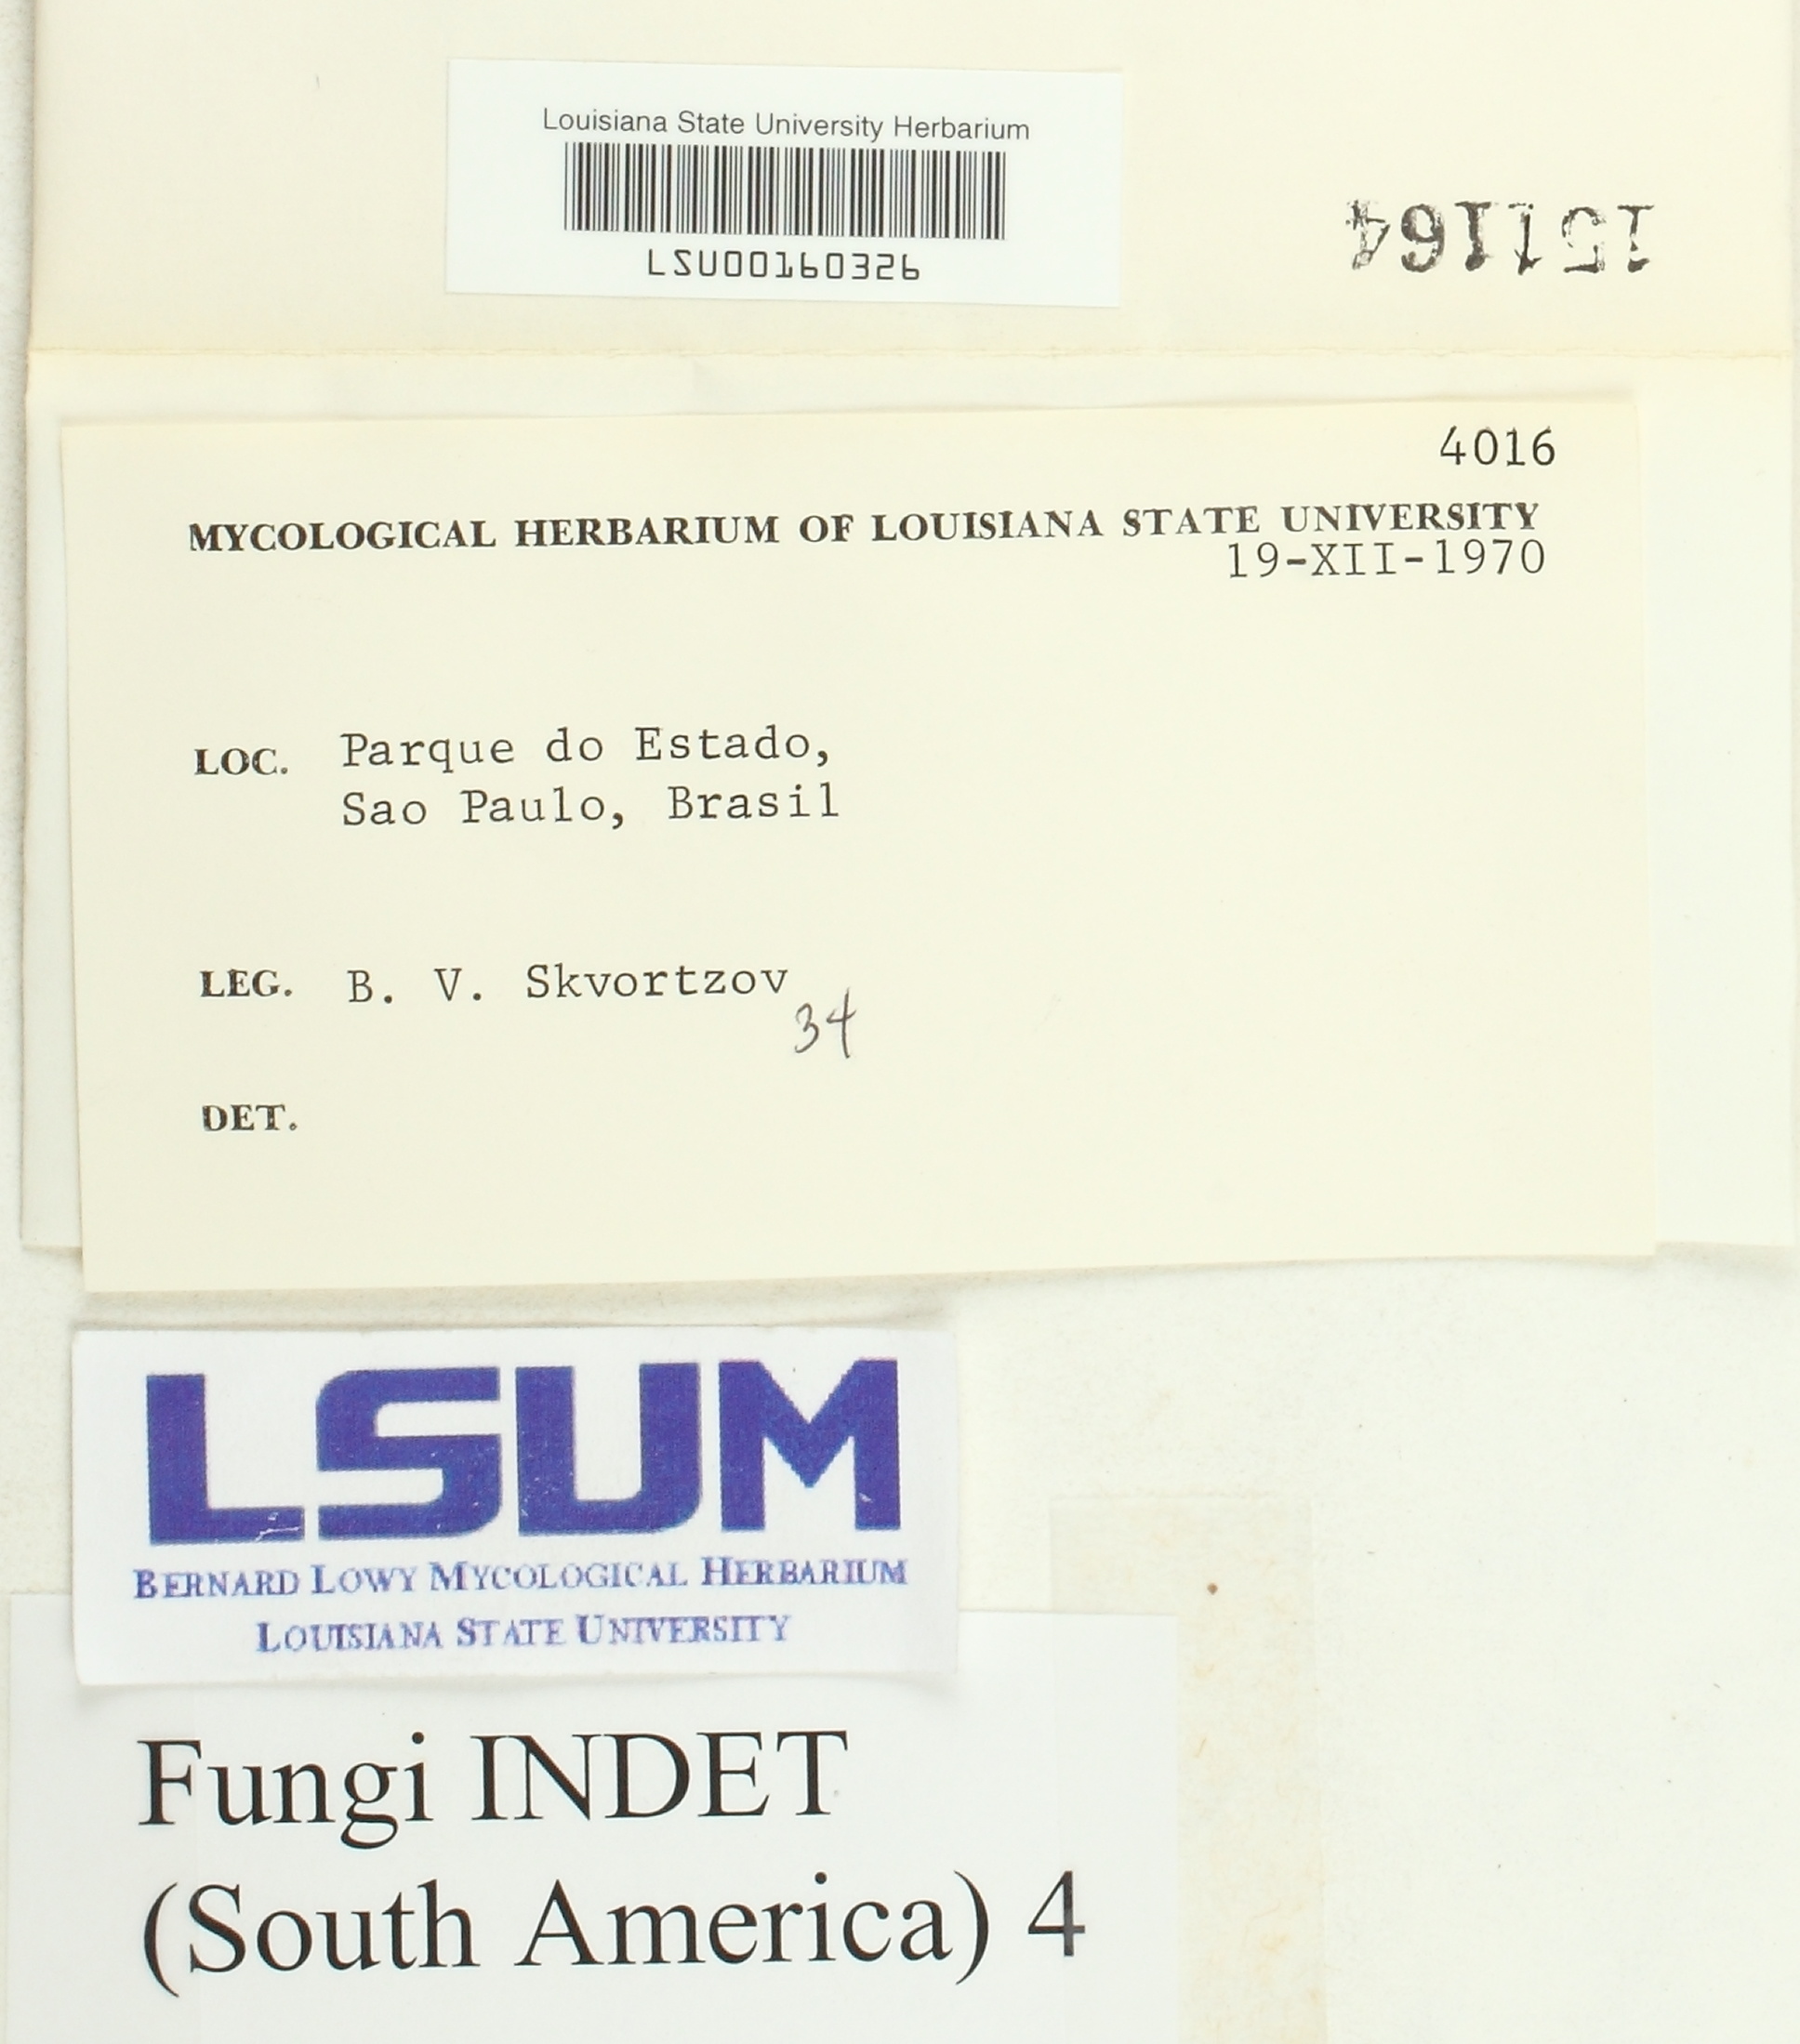 Louisiana State University Herbarium
LSU00160326
151164
4016
MYCOLOGICAL HERBARIUM OF LOUISIANA STATE UNIVERSITY
19-XII-1970
LOC. Parque do Estado,
Sao Paulo, Brasil
LEG. B. V. Skvortzov
34
DET.
LSUM
BERNARD LOWY MYCOLOGICAL HERBARIUM
LOUISIANA STATE UNIVERSITY
Fungi INDET
(South America) 4